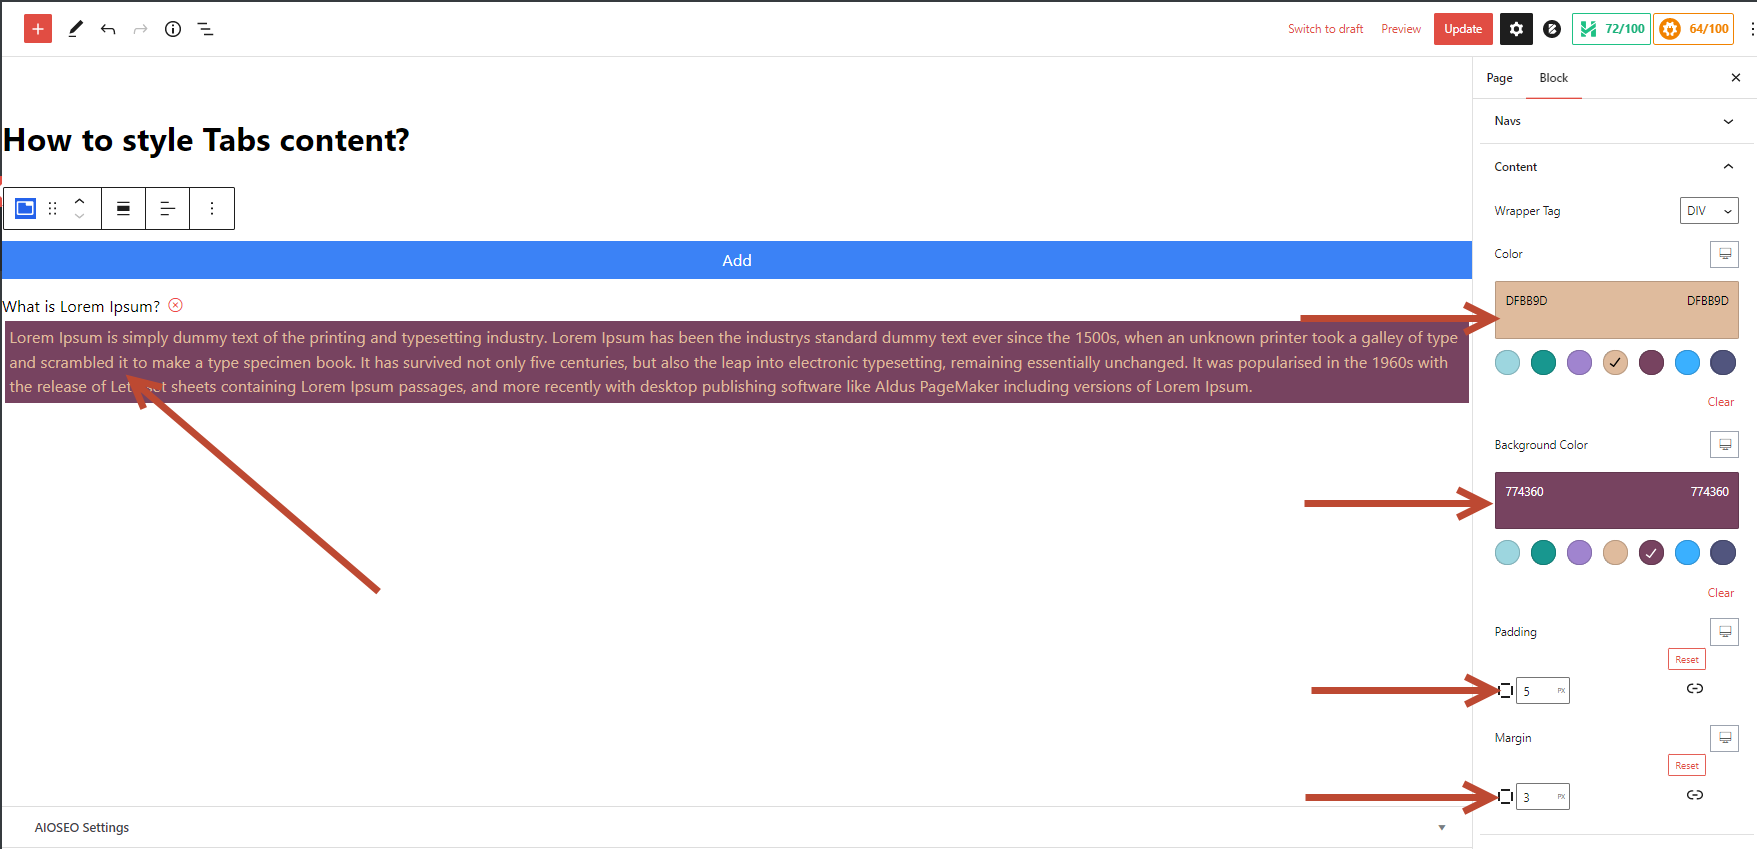 Switch to draft Preview Update 72/100 64/100
Page Block
How to style Tabs content?
Add
What is Lorem Ipsum?
Lorem Ipsum is simply dummy text of the printing and typesetting industry. Lorem Ipsum has been the industrys standard dummy text ever since the 1500s, when an unknown printer took a galley of type
and scrambled it to make a type specimen book. It has survived not only five centuries, but also the leap into electronic typesetting, remaining essentially unchanged. It was popularised in the 1960s with
the release of Letraset sheets containing Lorem Ipsum passages, and more recently with desktop publishing software like Aldus PageMaker including versions of Lorem Ipsum.
AIOSEO Settings
Navs
Content
Wrapper Tag DIV
Color
DFBB9D DFBB9D
Clear
Background Color
774360 774360
Clear
Padding
Reset
5 PX
Margin
Reset
3 PX